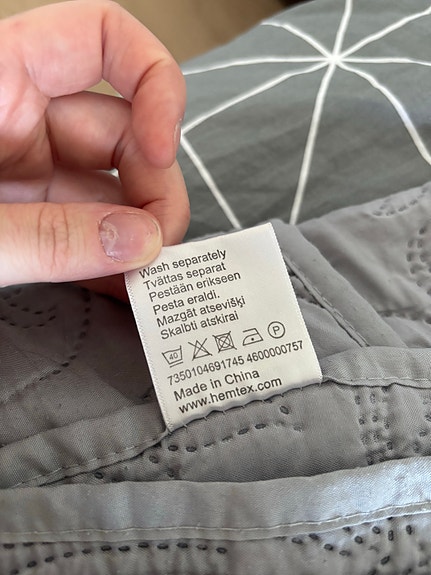 Wash separately
Tvättas separat
Pestään erikseen
Pesta eraldi.
Mazgāt atsevišķi
Skalbti atskirai
40 P
7350104691745 4600000757
Made in China
www.hemtex.com